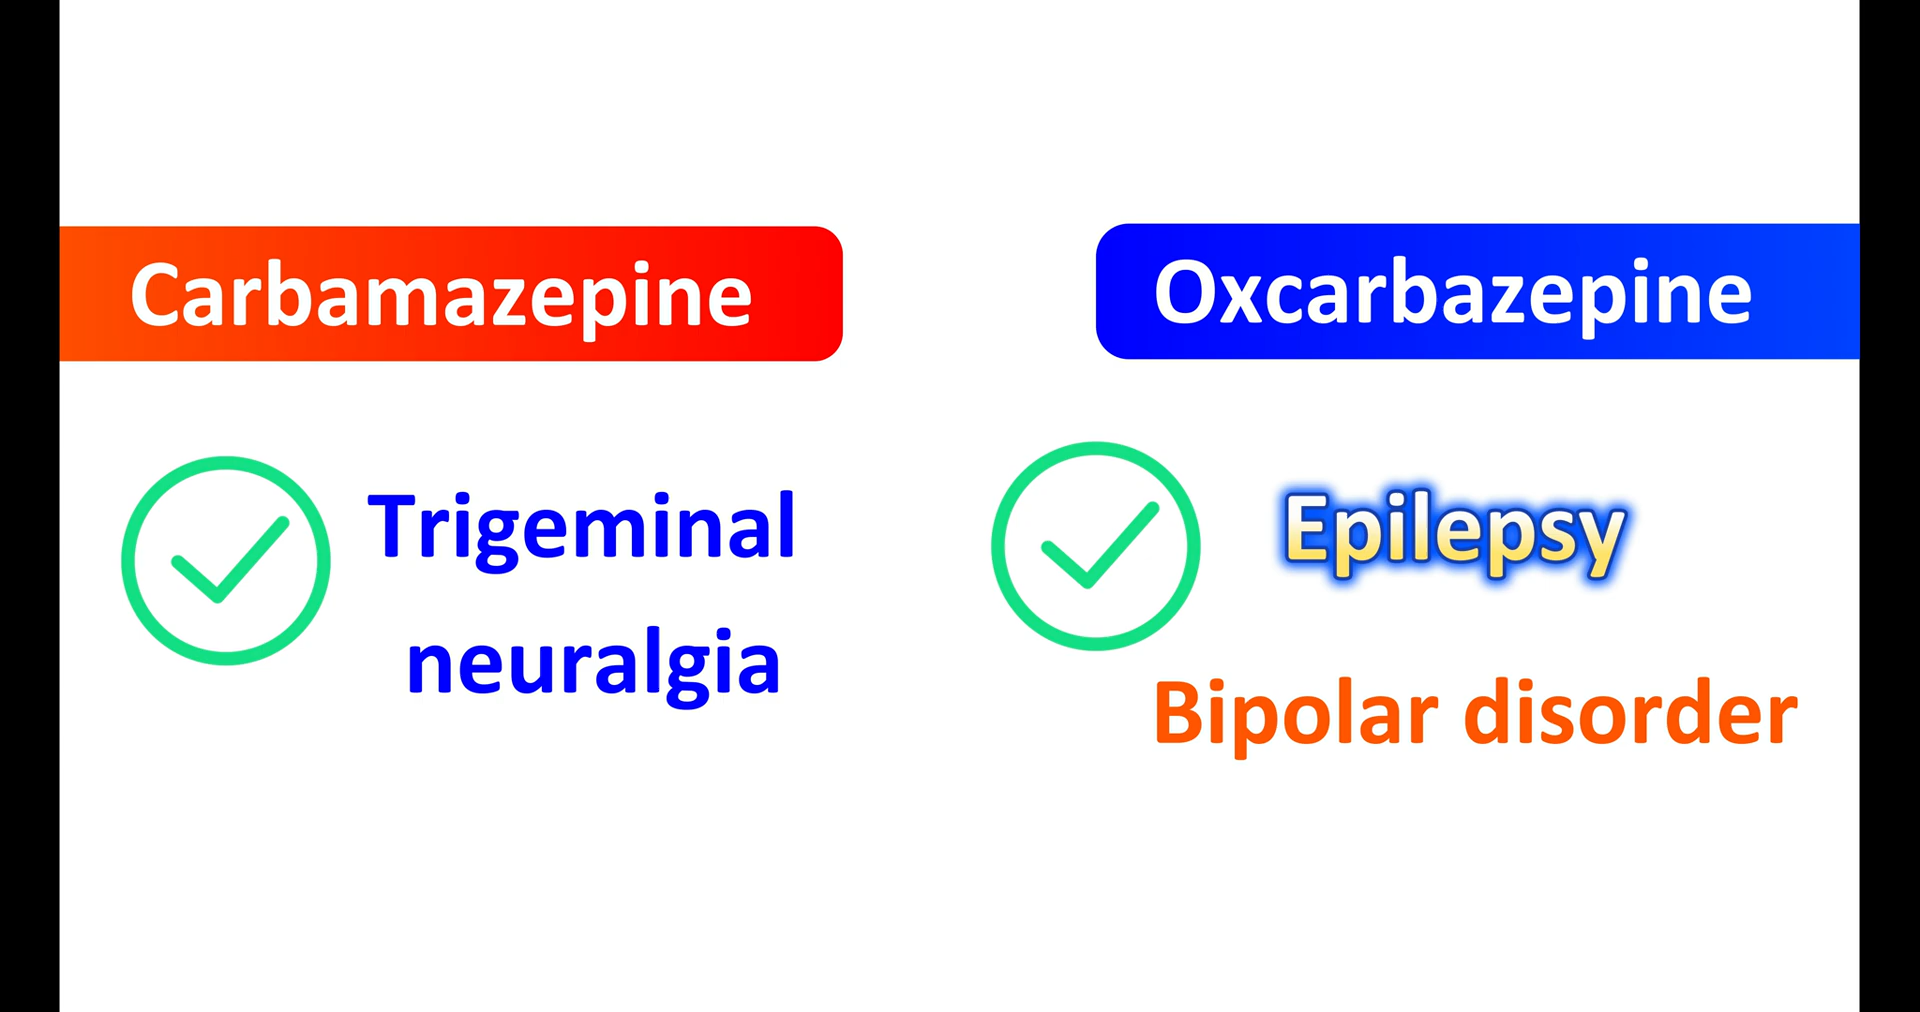 Carbamazepine
Trigeminal
neuralgia
Oxcarbazepine
Epilepsy
Bipolar disorder